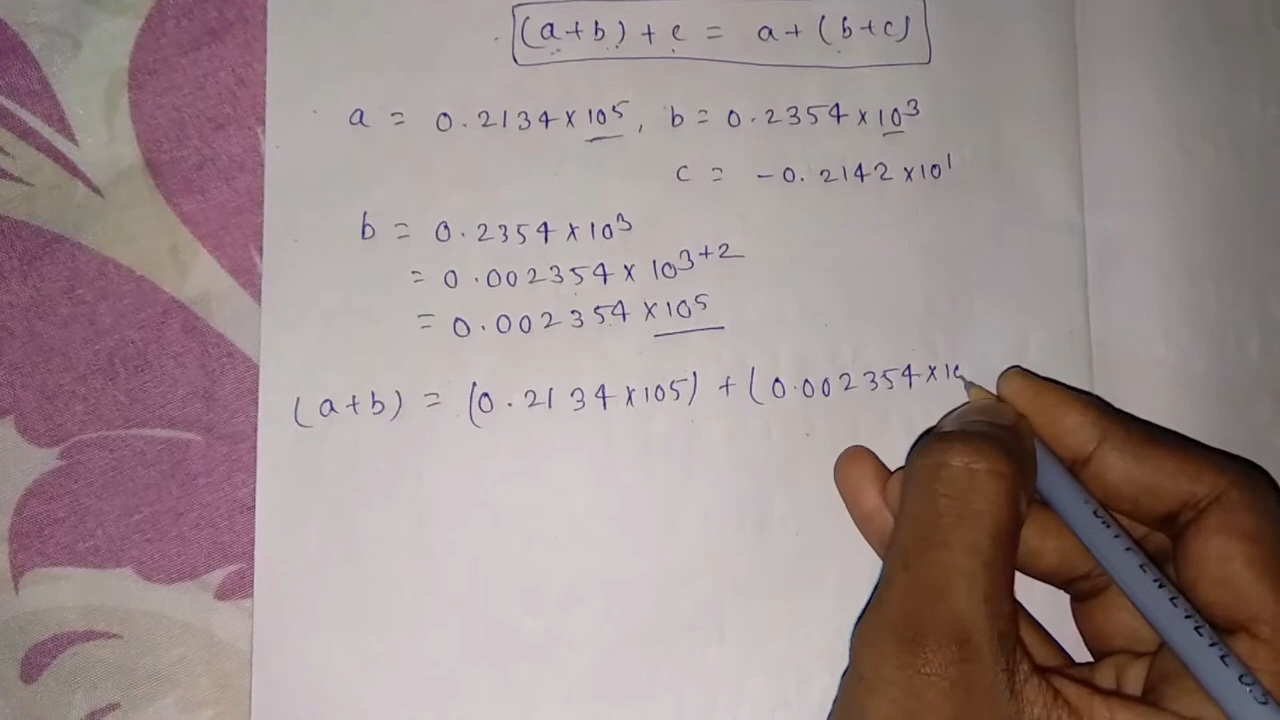 (a+b)+c = a+(b+c)
a = 0.2134×10⁵, b = 0.2354×10³
c = -0.2142×10¹
b = 0.2354×10³
= 0.002354×10³⁺²
= 0.002354×10⁵
(a+b) = (0.2134×105) + (0.002354×10